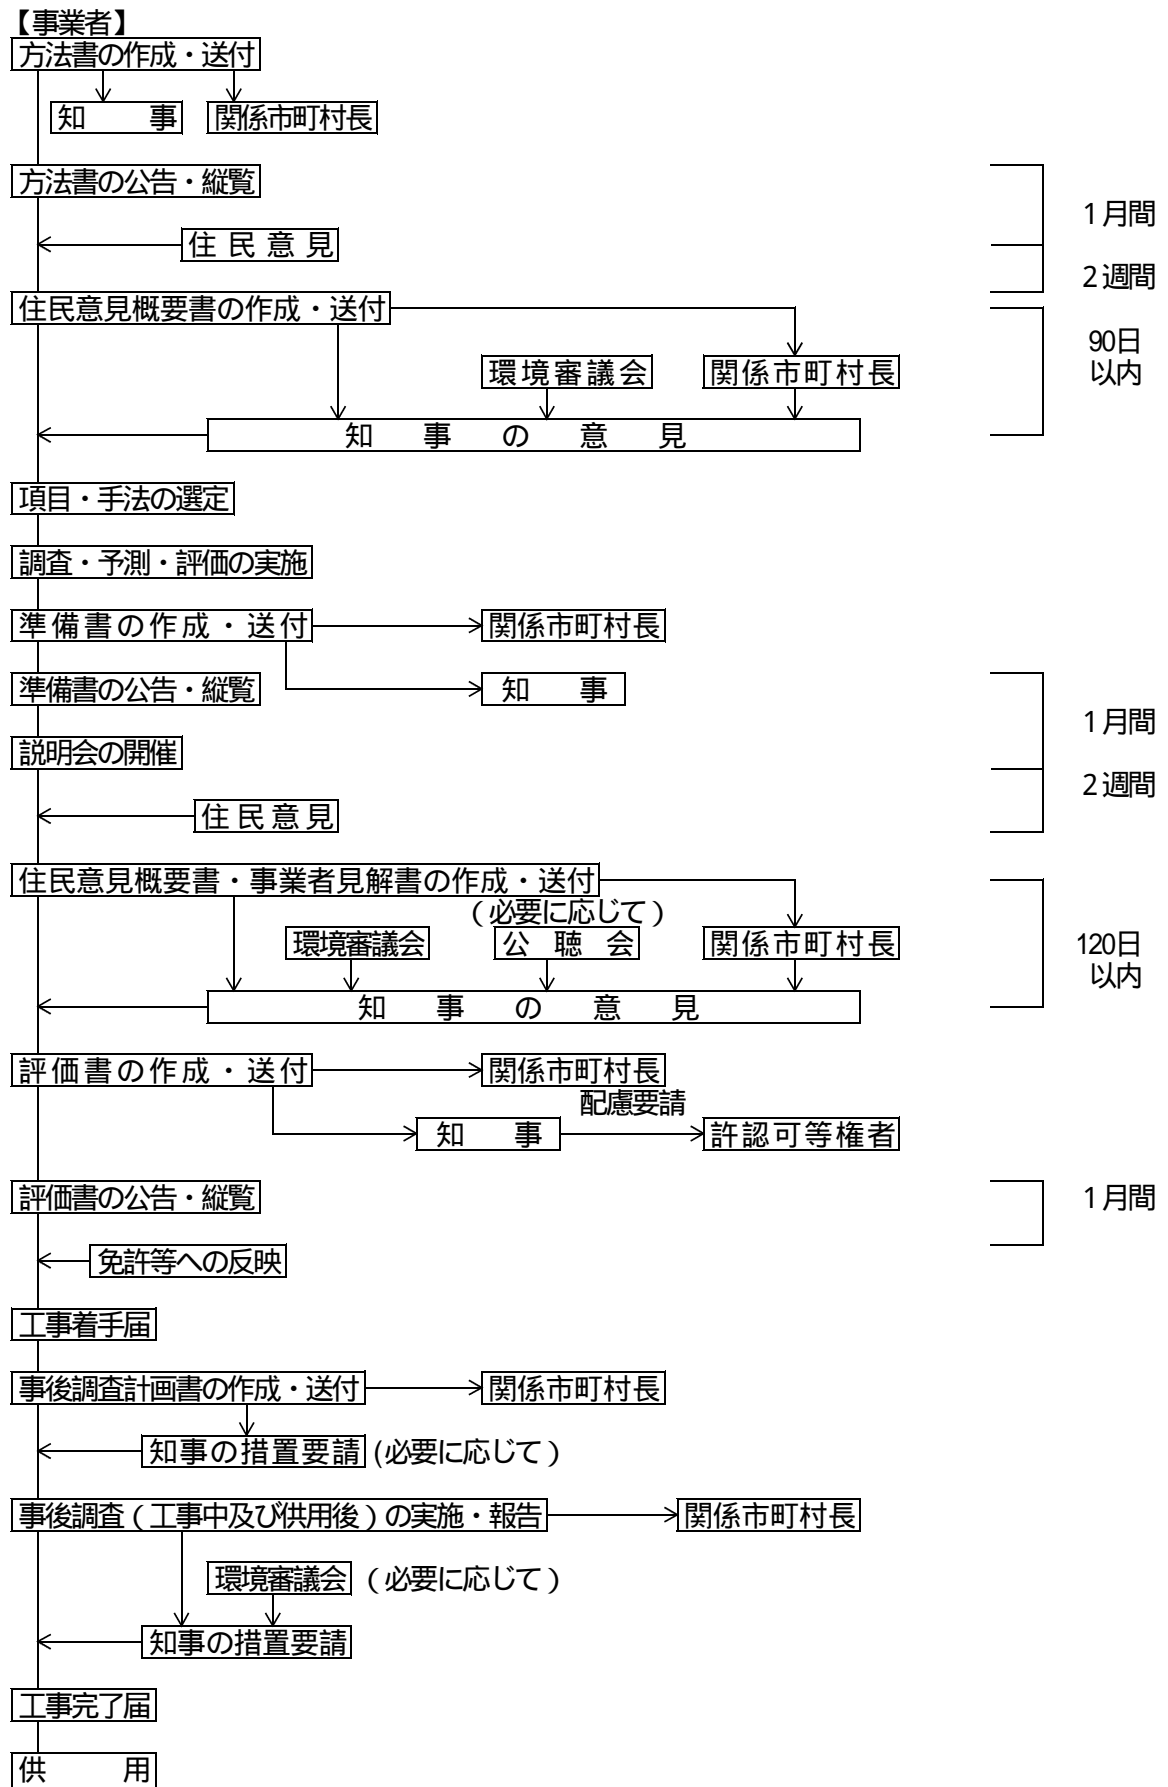 【事業者】
方法書の作成・送付
知 事 関係市町村長
方法書の公告・縦覧
1月間
住民意見
2週間
住民意見概要書の作成・送付
90日
以内
環境審議会 関係市町村長
知事の意見
項目・手法の選定
調査・予測・評価の実施
準備書の作成・送付 関係市町村長
準備書の公告・縦覧 知 事
1月間
説明会の開催
2週間
住民意見
住民意見概要書・事業者見解書の作成・送付
（必要に応じて）
環境審議会 公聴会 関係市町村長
120日
以内
知事の意見
評価書の作成・送付 関係市町村長
配慮要請
知 事 許認可等権者
評価書の公告・縦覧 1月間
免許等への反映
工事着手届
事後調査計画書の作成・送付 関係市町村長
知事の措置要請（必要に応じて）
事後調査（工事中及び供用後）の実施・報告 関係市町村長
環境審議会（必要に応じて）
知事の措置要請
工事完了届
供 用